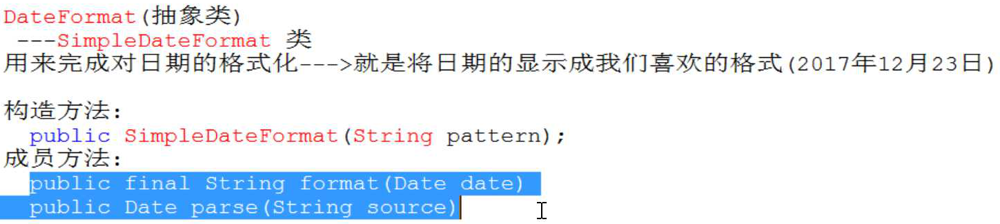 DateFormat(抽象类)
---SimpleDateFormat 类
用来完成对日期的格式化--->就是将日期的显示成我们喜欢的格式(2017年12月23日)
构造方法:
public SimpleDateFormat(String pattern);
成员方法:
public final String format(Date date)
public Date parse(String source)